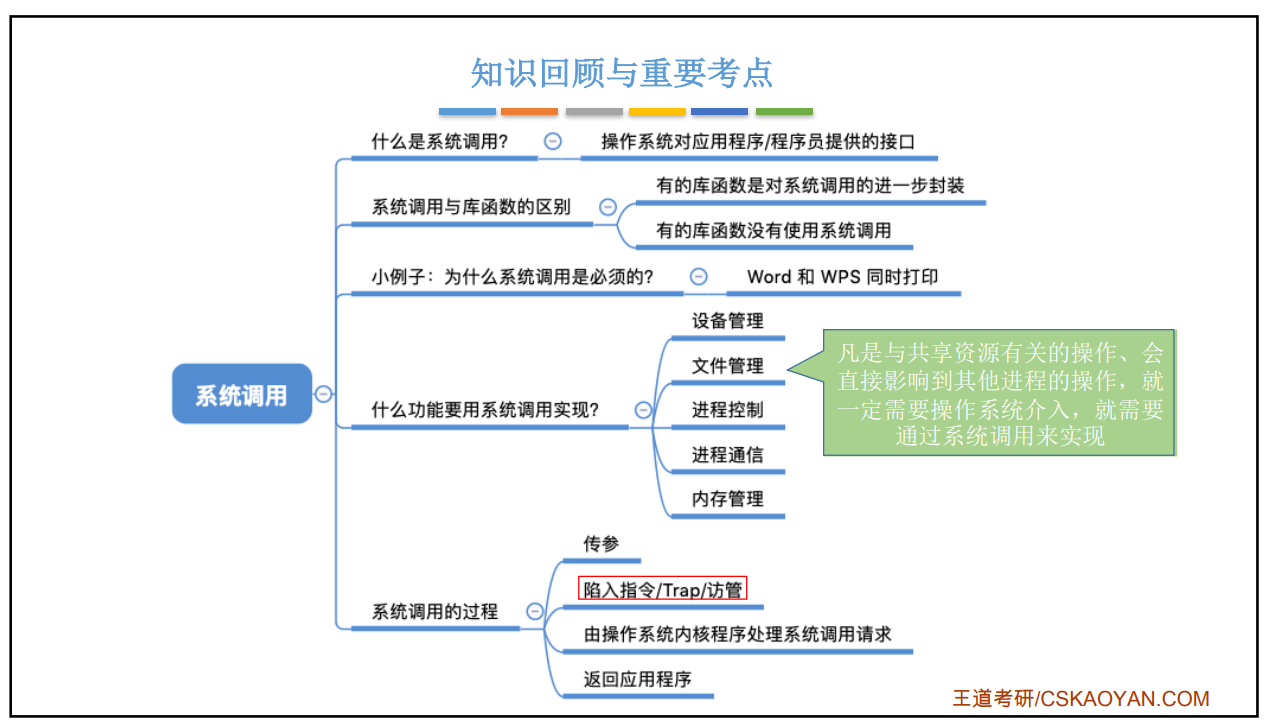 知识回顾与重要考点
什么是系统调用?
操作系统对应用程序/程序员提供的接口
系统调用与库函数的区别
有的库函数是对系统调用的进一步封装
有的库函数没有使用系统调用
小例子：为什么系统调用是必须的?
Word 和 WPS 同时打印
系统调用
什么功能要用系统调用实现?
设备管理
文件管理
进程控制
进程通信
内存管理
凡是与共享资源有关的操作、会
直接影响到其他进程的操作，就
一定需要操作系统介入，就需要
通过系统调用来实现
系统调用的过程
传参
陷入指令/Trap/访管
由操作系统内核程序处理系统调用请求
返回应用程序
王道考研/CSKAOYAN.COM